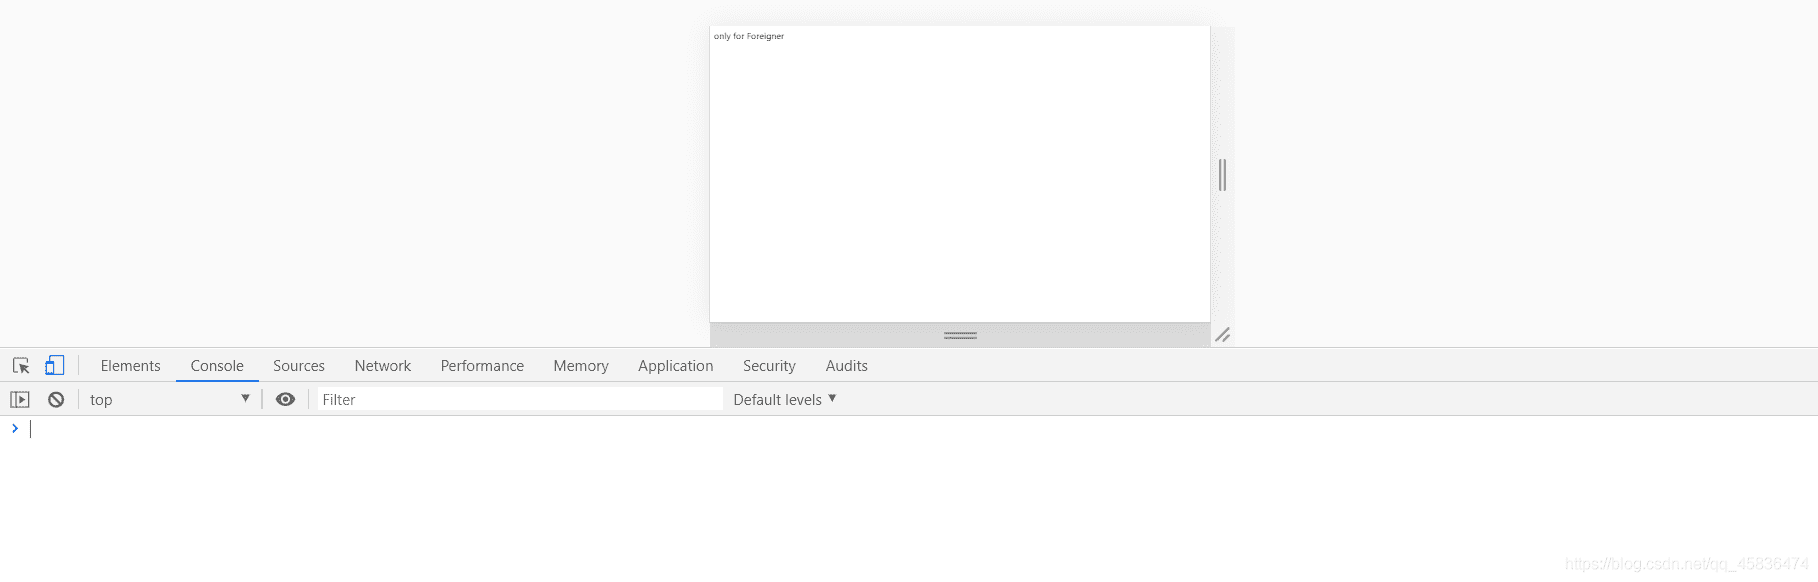 only for Foreigner
Elements Console Sources Network Performance Memory Application Security Audits
top Filter Default levels
https://blog.csdn.net/qq_45836474